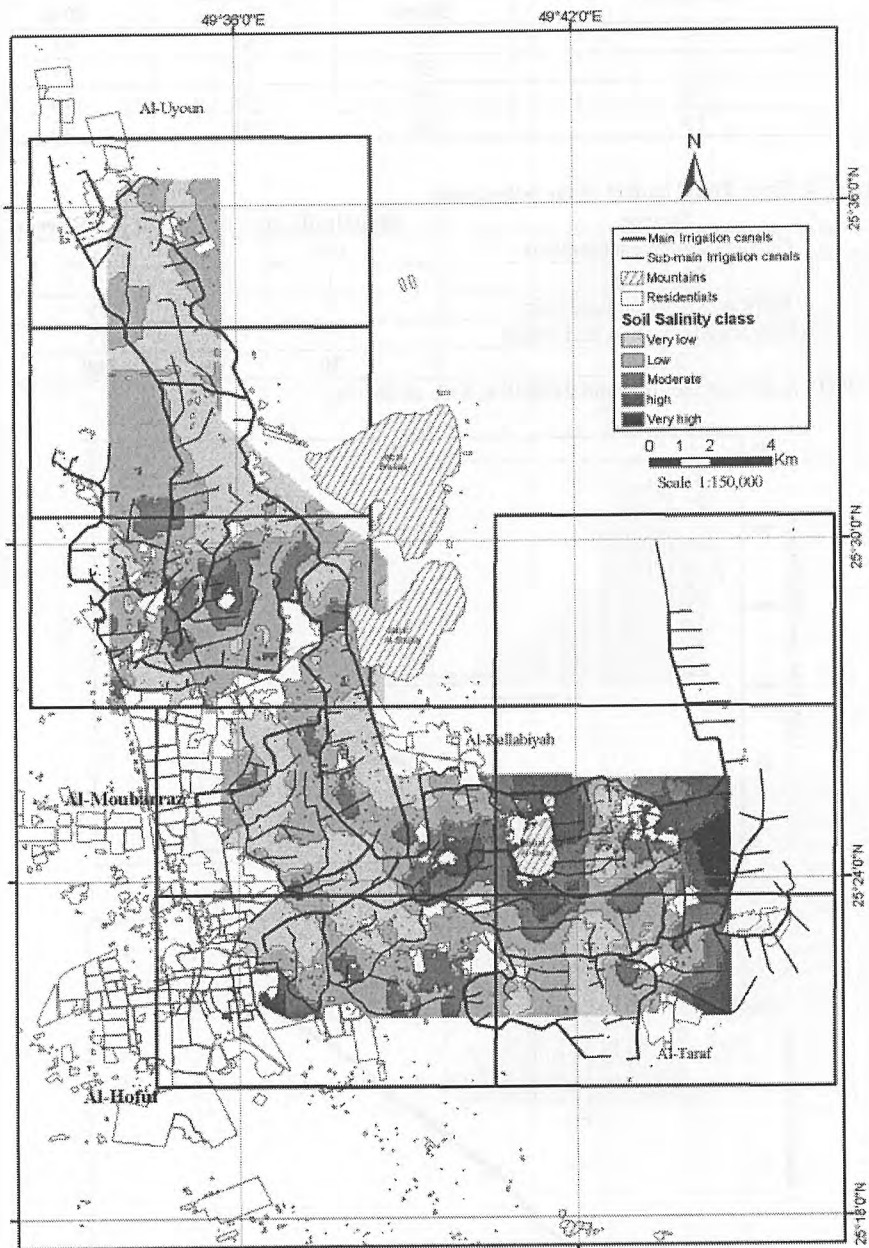 49°36'0"E
49°42'0"E
Al-Uyoun
N
25°36'0"N
Main Irrigation canals
Sub-main Irrigation canals
Mountains
Residentials
Soil Salinity class
Very low
Low
Moderate
high
Very high
0 1 2 4
Km
Scale 1:150,000
25°30'0"N
Al-Kellabiyah
Al-Moubarraz
25°24'0"N
Al-Taraf
Al-Hofuf
25°18'0"N